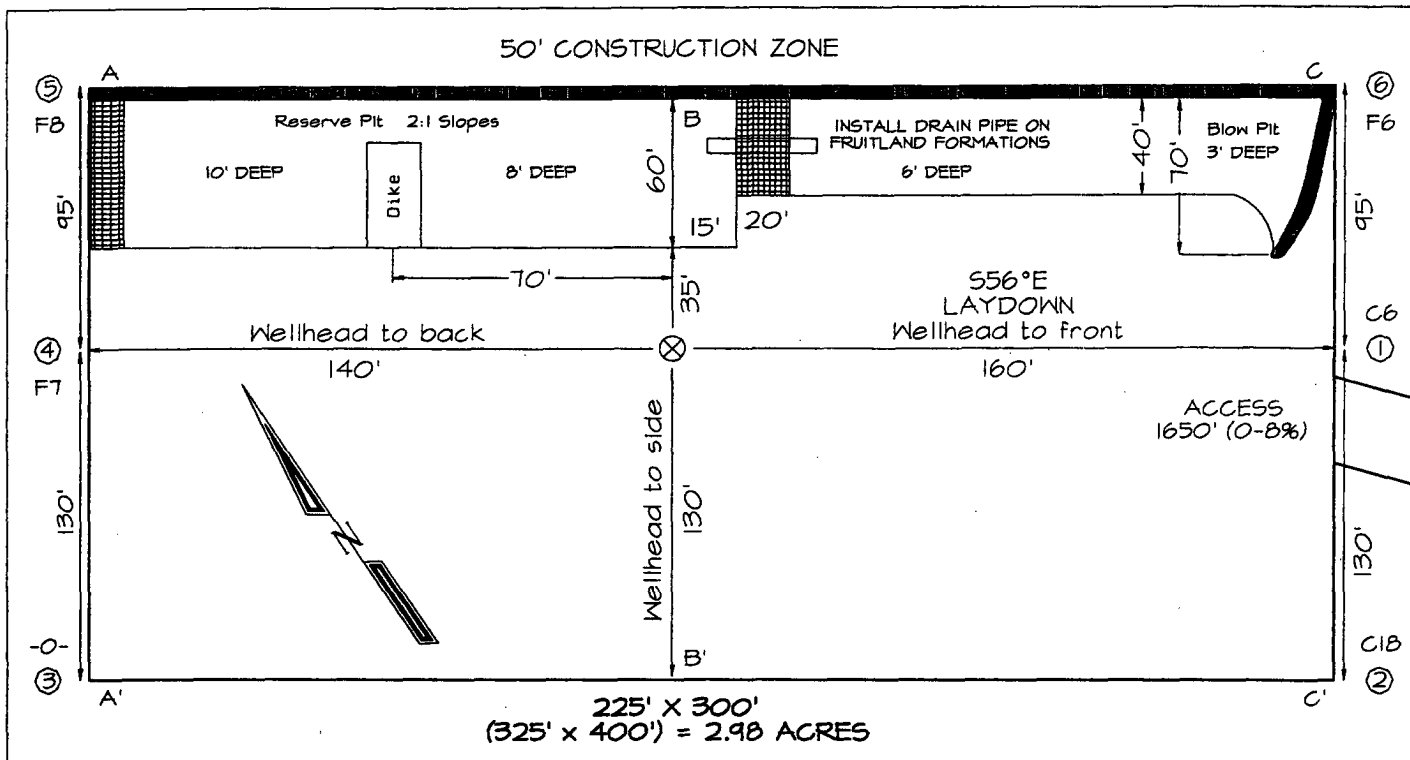 50' CONSTRUCTION ZONE
A
C
5
6
F8
F6
Reserve Pit 2:1 Slopes
B
INSTALL DRAIN PIPE ON
FRUITLAND FORMATIONS
Blow Pit
3' DEEP
10' DEEP
8' DEEP
6' DEEP
Dike
60'
40'
70'
95'
95'
15'
20'
70'
35'
S56°E
LAYDOWN
Wellhead to front
C6
Wellhead to back
4
1
140'
160'
F7
ACCESS
1650' (0-8%)
Wellhead to side
130'
130'
130'
N
-0-
C18
3
2
A'
B'
C'
225' X 300'
(325' x 400') = 2.98 ACRES